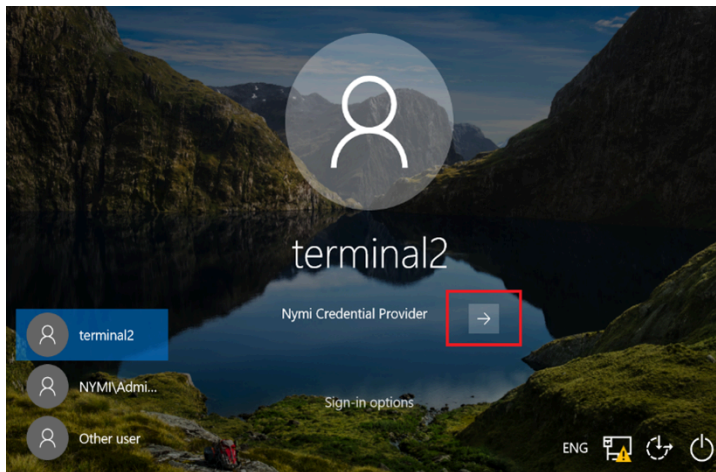 terminal2
Nymi Credential Provider
terminal2
NYMI\Admi...
Sign-in options
Other user
ENG